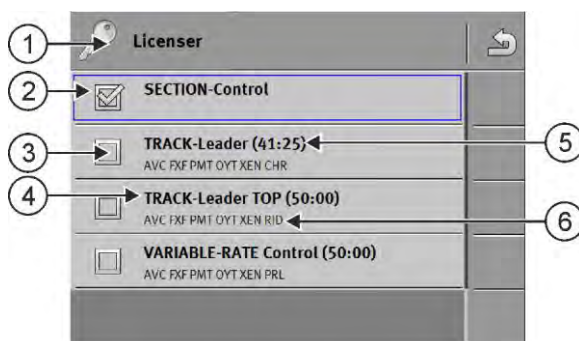 Licenser
1
2
SECTION-Control
3
TRACK-Leader (41:25)
5
AVC FXF PMT OYT XEN CHR
4
TRACK-Leader TOP (50:00)
AVC FXF PMT OYT XEN RID
6
VARIABLE-RATE Control (50:00)
AVC FXF PMT OYT XEN PRL